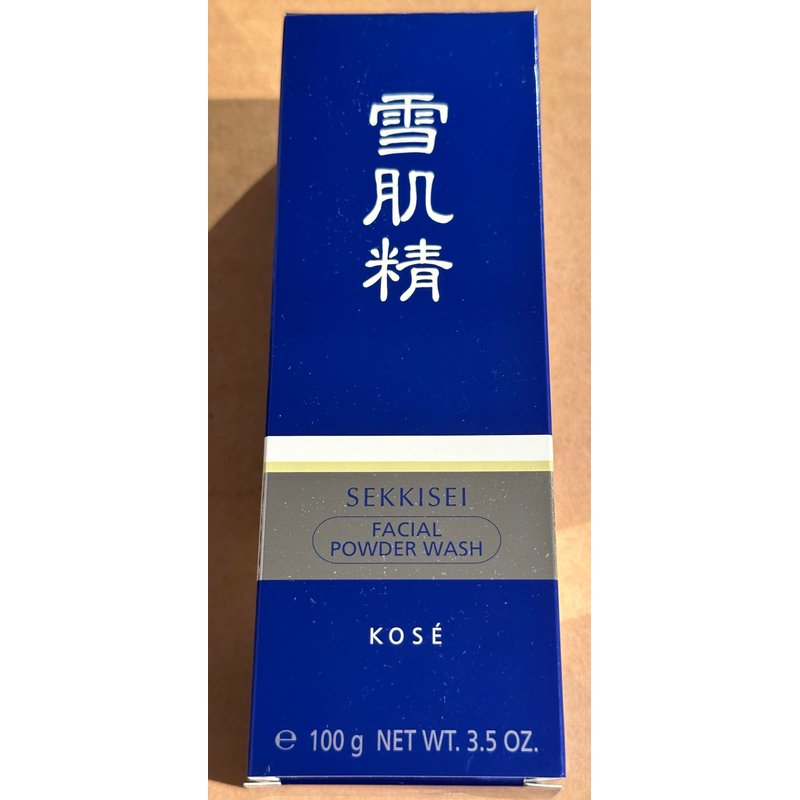 雪肌精
SEKKISEI
FACIAL
POWDER WASH
KOSÉ
℮ 100 g NET WT. 3.5 OZ.